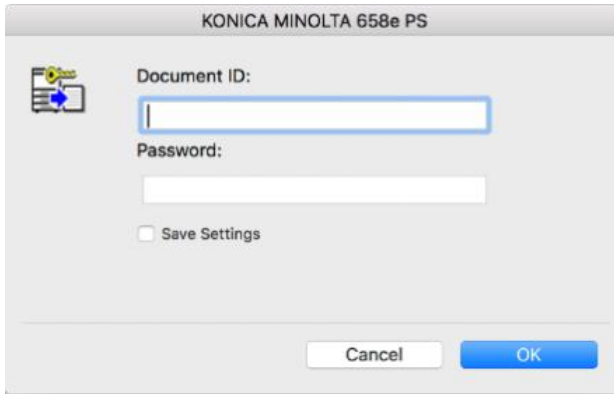 KONICA MINOLTA 658e PS
Document ID:
Password:
Save Settings
Cancel
OK